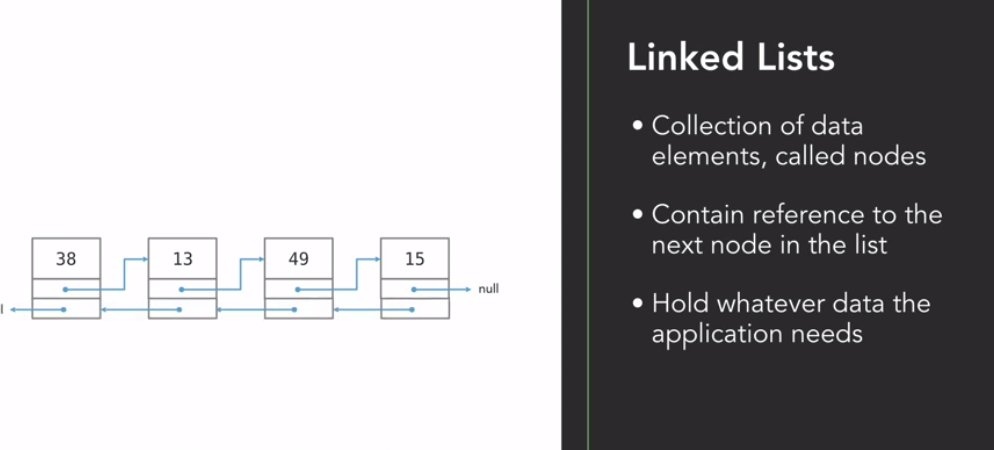 Linked Lists
• Collection of data
elements, called nodes
• Contain reference to the
next node in the list
• Hold whatever data the
application needs
38 13 49 15
null
l